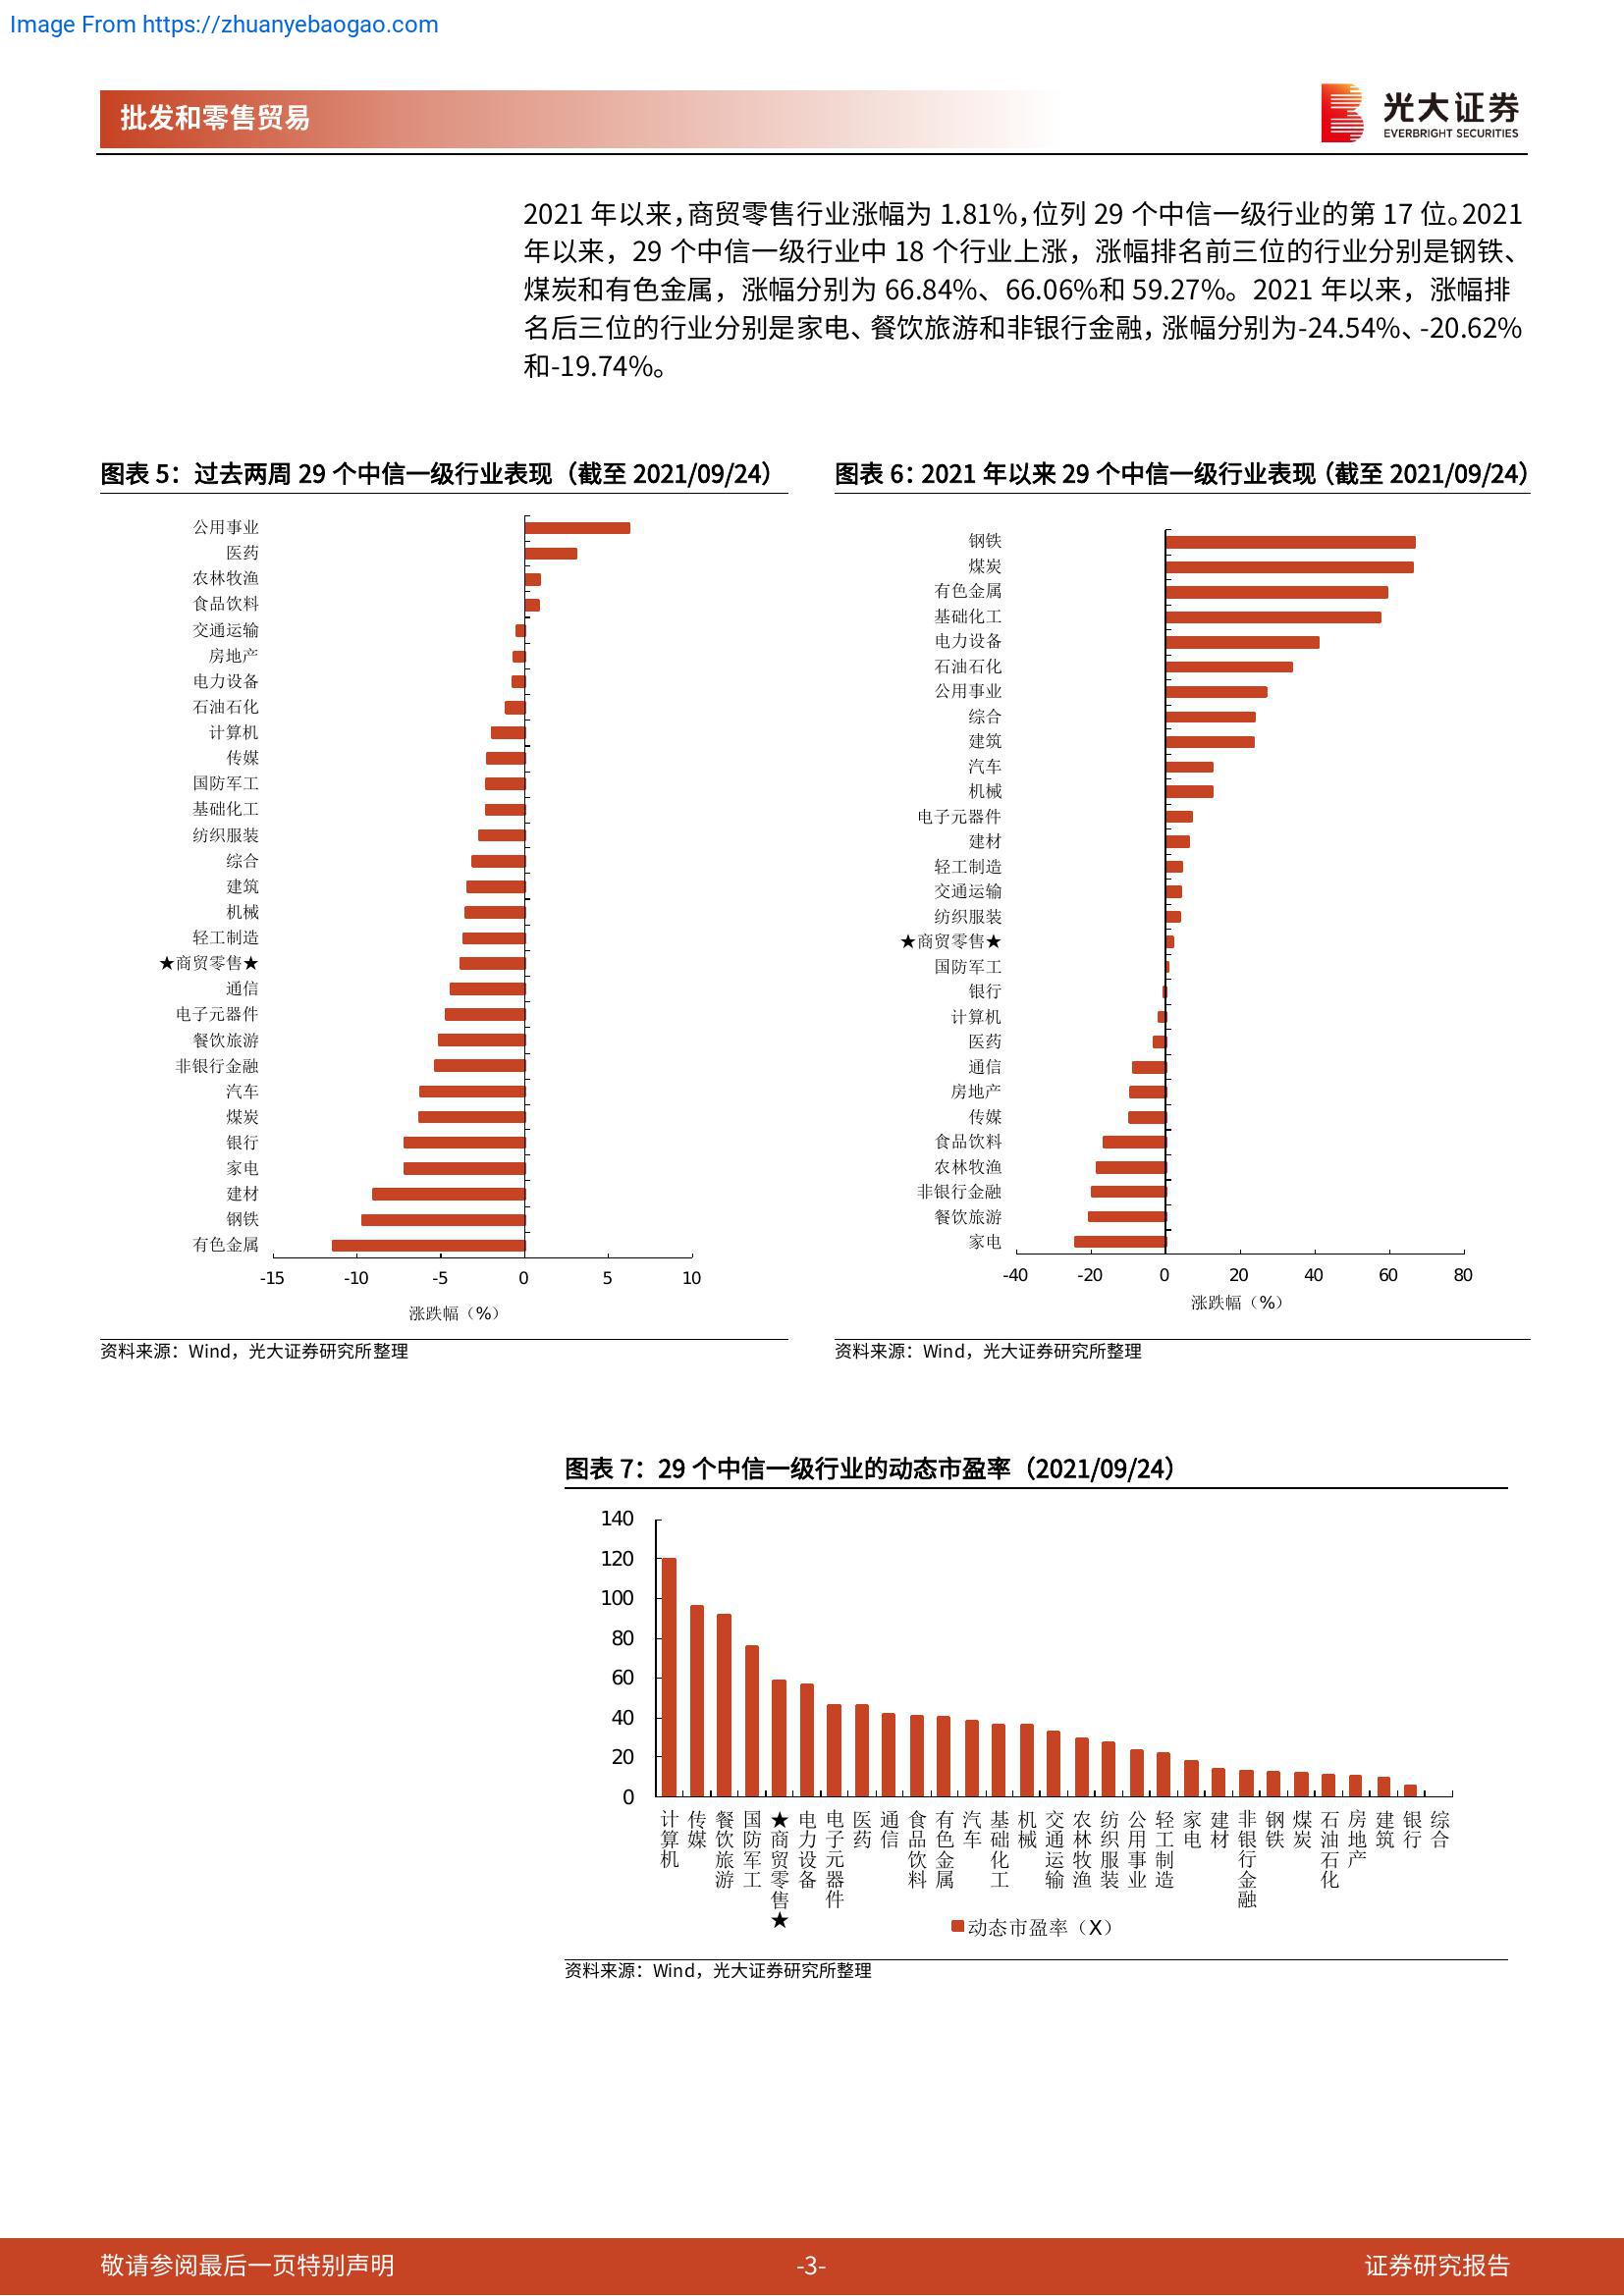 Image From https://zhuanyebaogao.com
批发和零售贸易
光大证券
EVERBRIGHT SECURITIES
2021 年以来，商贸零售行业涨幅为 1.81%，位列 29 个中信一级行业的第 17 位。2021
年以来，29 个中信一级行业中 18 个行业上涨，涨幅排名前三位的行业分别是钢铁、
煤炭和有色金属，涨幅分别为 66.84%、66.06%和 59.27%。2021 年以来，涨幅排
名后三位的行业分别是家电、餐饮旅游和非银行金融，涨幅分别为-24.54%、-20.62%
和-19.74%。
图表 5：过去两周 29 个中信一级行业表现（截至 2021/09/24）
公用事业
医药
农林牧渔
食品饮料
交通运输
房地产
电力设备
石油石化
计算机
传媒
国防军工
基础化工
纺织服装
综合
建筑
机械
轻工制造
★商贸零售★
通信
电子元器件
餐饮旅游
非银行金融
汽车
煤炭
银行
家电
建材
钢铁
有色金属
-15 -10 -5 0 5 10
涨跌幅（%）
资料来源：Wind，光大证券研究所整理
图表 6：2021 年以来 29 个中信一级行业表现（截至 2021/09/24）
钢铁
煤炭
有色金属
基础化工
电力设备
石油石化
公用事业
综合
建筑
汽车
机械
电子元器件
建材
轻工制造
交通运输
纺织服装
★商贸零售★
国防军工
银行
计算机
医药
通信
房地产
传媒
食品饮料
农林牧渔
非银行金融
餐饮旅游
家电
-40 -20 0 20 40 60 80
涨跌幅（%）
资料来源：Wind，光大证券研究所整理
图表 7：29 个中信一级行业的动态市盈率（2021/09/24）
140
120
100
80
60
40
20
0
计算机
传媒
餐饮旅游
国防军工
★商贸零售★
电力设备
电子元器件
医药
通信
食品饮料
有色金属
汽车
基础化工
机械
交通运输
农林牧渔
纺织服装
公用事业
轻工制造
家电
建材
非银行金融
钢铁
煤炭
石油石化
房地产
建筑
银行
综合
动态市盈率（X）
资料来源：Wind，光大证券研究所整理
敬请参阅最后一页特别声明
-3-
证券研究报告